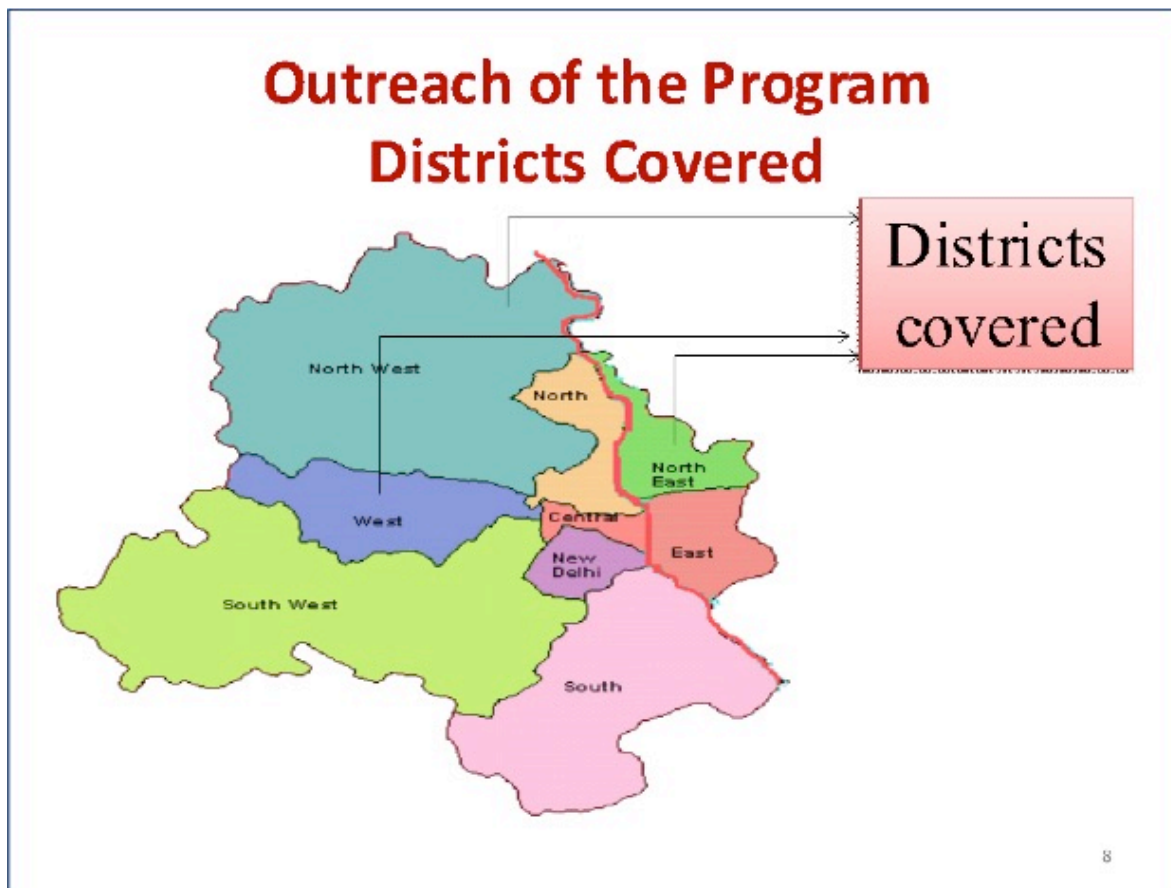 Outreach of the Program
Districts Covered
Districts
covered
North West
North
North
East
West
Central
East
New
Delhi
South West
South
8